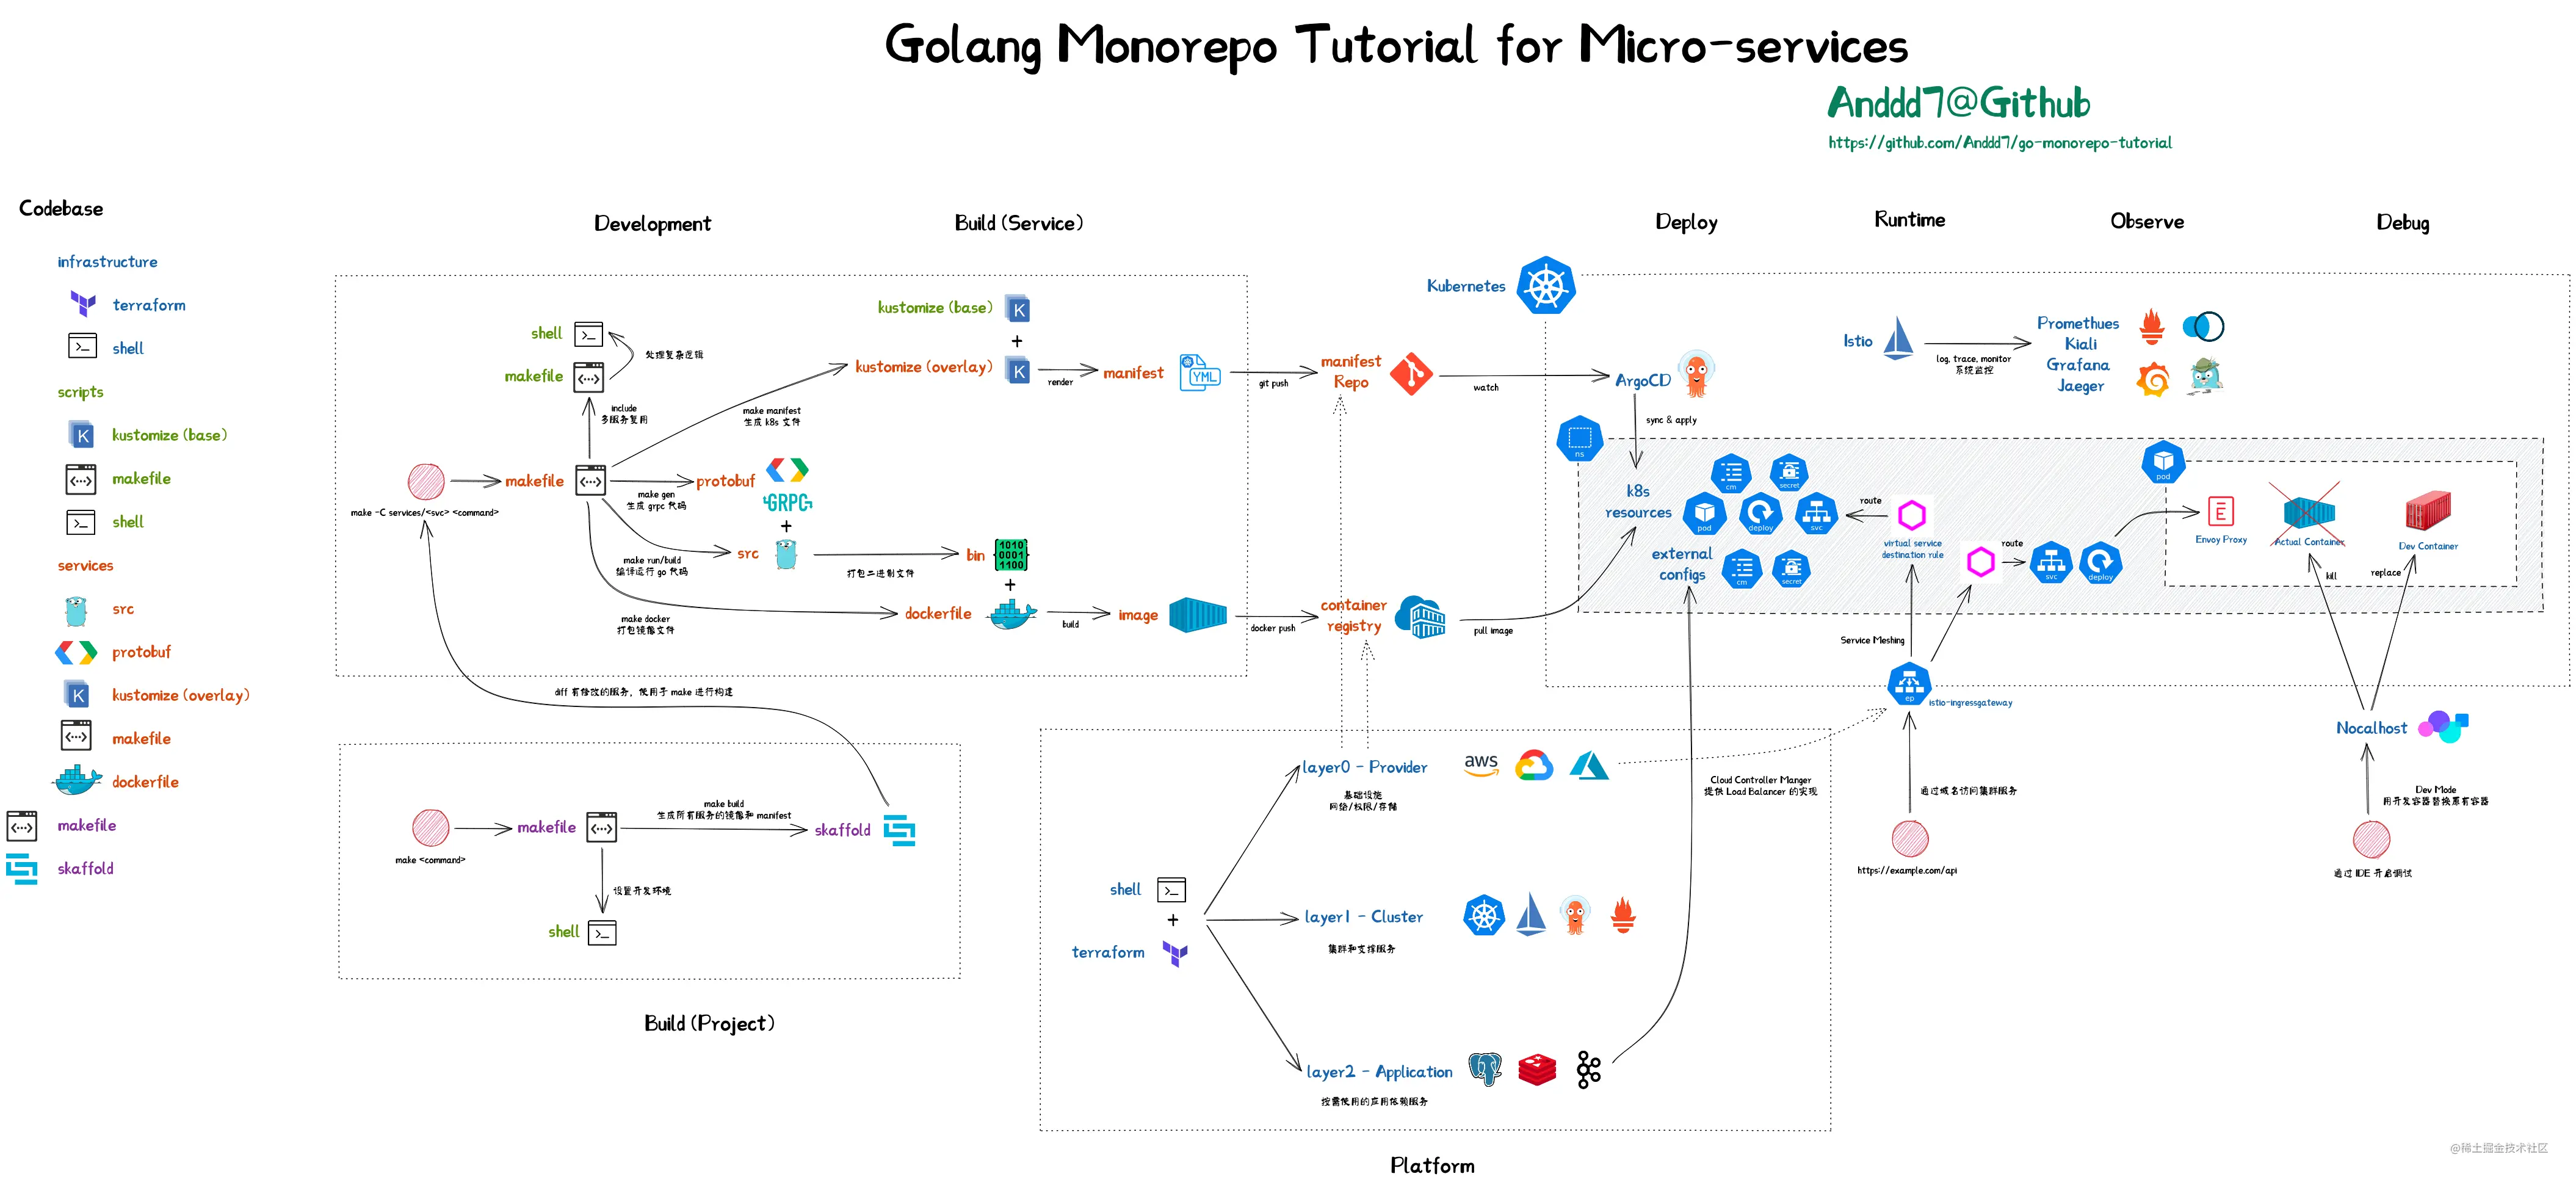 Golang Monorepo Tutorial for Micro-services
Anddd7@Github
https://github.com/Anddd7/go-monorepo-tutorial
Codebase
infrastructure
terraform
shell
scripts
kustomize (base)
makefile
shell
services
src
protobuf
kustomize (overlay)
makefile
dockerfile
makefile
skaffold
Development
Build (Service)
shell
处理复杂逻辑
makefile
include
多服务复用
make -C services/<svc> <command>
makefile
make manifest
生成 k8s 文件
kustomize (base)
+
kustomize (overlay)
render
manifest
YML
git push
make gen
生成 grpc 代码
protobuf
GRPC
+
make run/build
编译运行 go 代码
src
打包二进制文件
bin
1010
0001
1100
+
make docker
打包镜像文件
dockerfile
build
image
docker push
manifest
Repo
watch
container
registry
pull image
diff 有修改的服务，使用子 make 进行构建
make <command>
makefile
make build
生成所有服务的镜像和 manifest
skaffold
设置开发环境
shell
Build (Project)
Deploy
Runtime
Observe
Debug
Kubernetes
ArgoCD
sync & apply
Istio
log, trace, monitor
系统监控
Promethues
Kiali
Grafana
Jaeger
ns
k8s
resources
cm
secret
pod
deploy
svc
external
configs
cm
secret
route
virtual service
destination rule
route
svc
deploy
pod
E
Envoy Proxy
Actual Container
Dev Container
kill
replace
Service Meshing
ep
istio-ingressgateway
通过域名访问集群服务
https://example.com/api
Nocalhost
Dev Mode
用开发容器替换原有容器
通过 IDE 开启调试
shell
+
terraform
layer0 - Provider
基础设施
网络/权限/存储
aws
Cloud Controller Manger
提供 Load Balancer 的实现
layer1 - Cluster
集群和支撑服务
layer2 - Application
按需使用的应用依赖服务
Platform
@稀土掘金技术社区